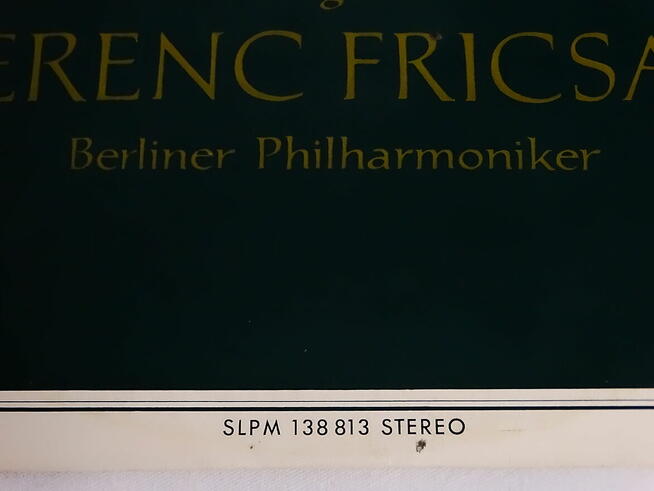 ERENC FRICSA
Berliner Philharmoniker
SLPM 138 813 STEREO